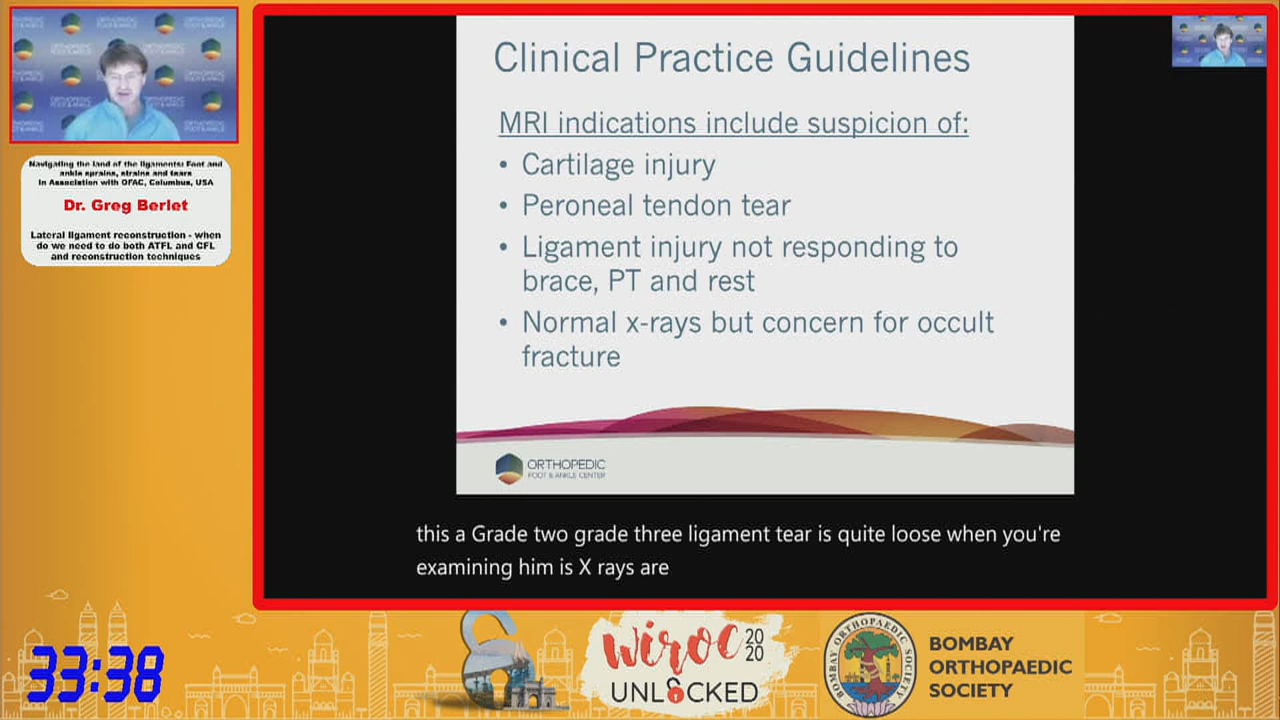 Navigating the land of the ligaments: Foot and
ankle sprains, strains and tears
In Association with OFAC, Columbus, USA
Dr. Greg Berlet
Lateral ligament reconstruction - when
do we need to do both ATFL and CFL
and reconstruction techniques
Clinical Practice Guidelines
MRI indications include suspicion of:
• Cartilage injury
• Peroneal tendon tear
• Ligament injury not responding to
brace, PT and rest
• Normal x-rays but concern for occult
fracture
ORTHOPEDIC
FOOT & ANKLE CENTER
this a Grade two grade three ligament tear is quite loose when you're
examining him is X rays are
33:38
WIROC 20
20
UNLOCKED
BOMBAY ORTHOPAEDIC SOCIETY
BOMBAY
ORTHOPAEDIC
SOCIETY